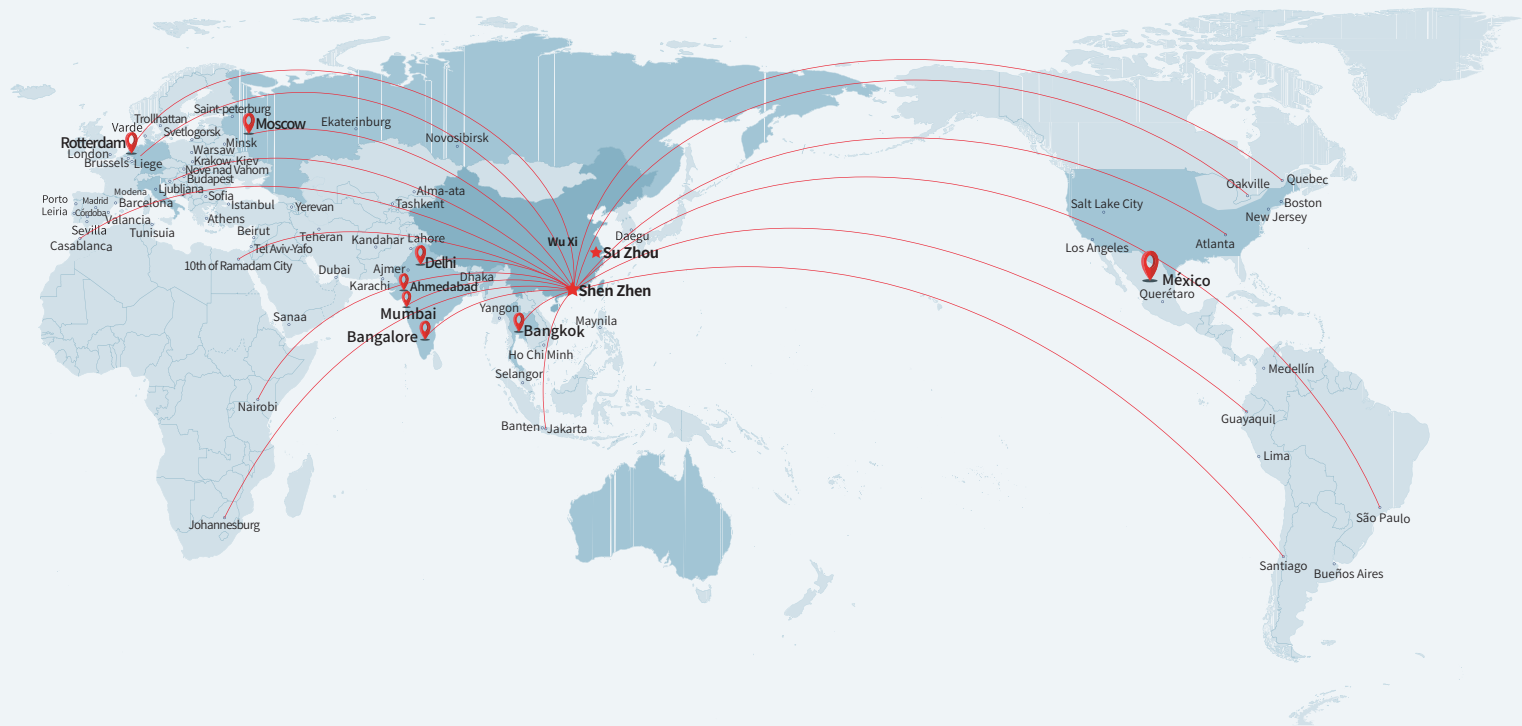 Saint-peterburg
Trollhattan
Ekaterinburg
Moscow
Varde
Svetlogorsk
Novosibirsk
Rotterdam
Minsk
London
Warsaw
Brussels
Liege
Krakow
Kiev
Nove nad Vahom
Budapest
Quebec
Oakville
Modena
Ljubljana
Alma-ata
Porto
Madrid
Barcelona
Sofia
Istanbul
Yerevan
Tashkent
Salt Lake City
Boston
Leiria
Córdoba
Valancia
Athens
New Jersey
Sevilla
Tunisuía
Beirut
Teheran
Kandahar
Lahore
Wu Xi
Daegu
Casablanca
Tel Aviv-Yafo
Su Zhou
Los Angeles
Atlanta
10th of Ramadam City
Dubai
Ajmer
Delhi
Dhaka
Karachi
Ahmedabad
Shen Zhen
México
Querétaro
Sanaa
Mumbai
Yangon
Maynila
Bangalore
Bangkok
Ho Chi Minh
Selangor
Medellín
Nairobi
Guayaquil
Banten
Jakarta
Lima
Johannesburg
São Paulo
Santiago
Bueños Aires